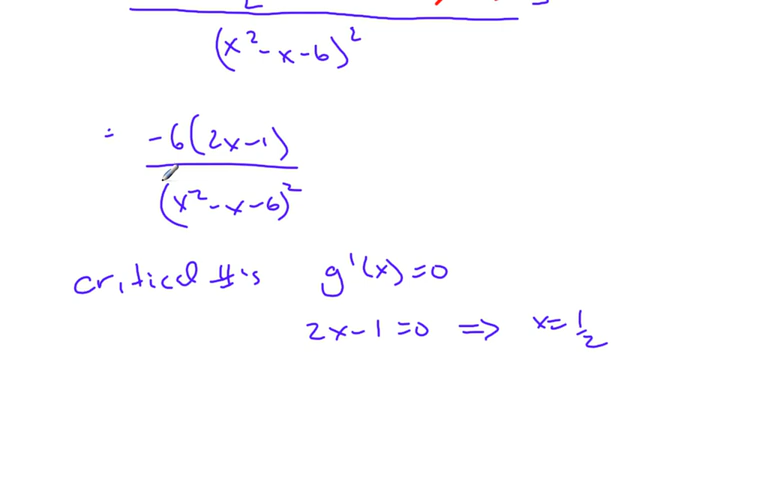 (x² - x - 6)²
= -6(2x-1)
(x² - x - 6)²
critical #'s g'(x) = 0
2x - 1 = 0 => x = 1/2